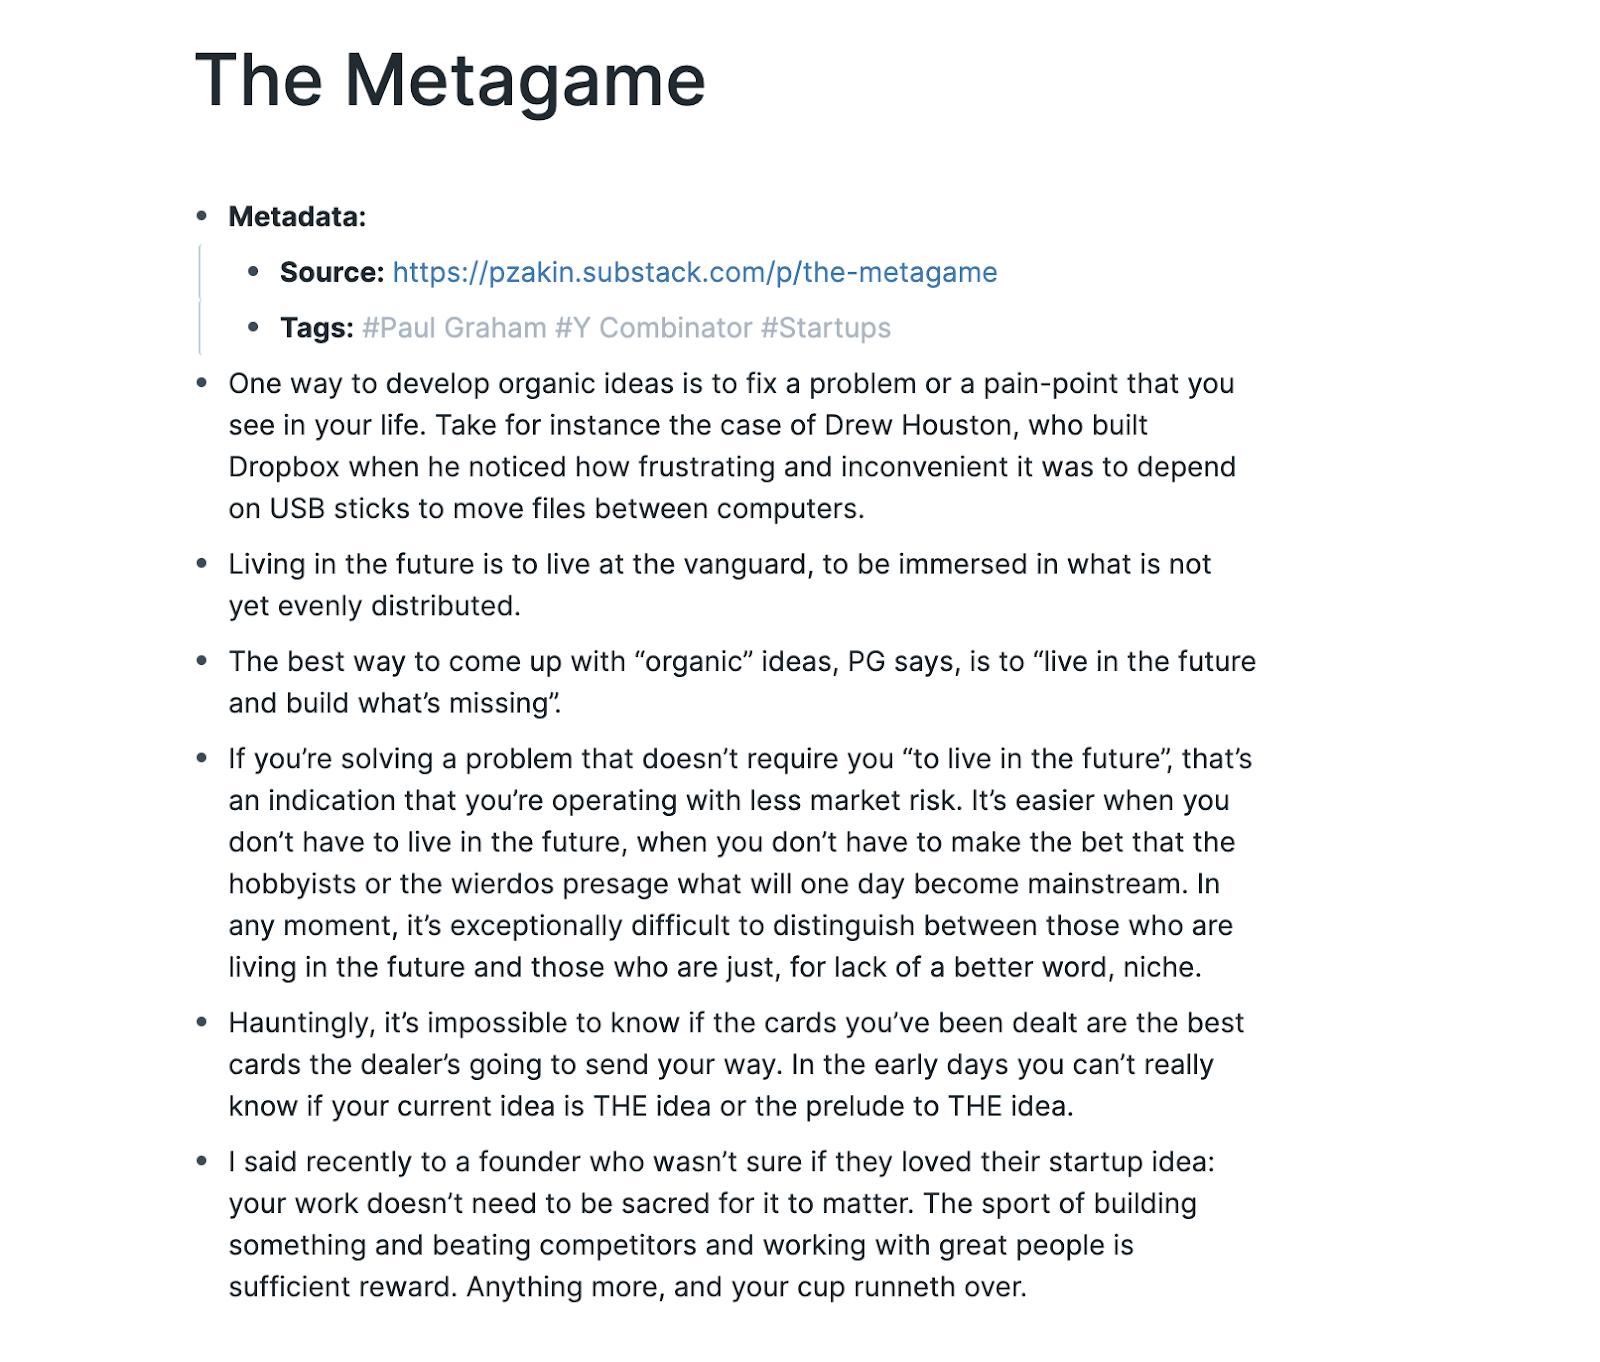 The Metagame
• Metadata:
• Source: https://pzakin.substack.com/p/the-metagame
• Tags: #Paul Graham #Y Combinator #Startups
• One way to develop organic ideas is to fix a problem or a pain-point that you
see in your life. Take for instance the case of Drew Houston, who built
Dropbox when he noticed how frustrating and inconvenient it was to depend
on USB sticks to move files between computers.
• Living in the future is to live at the vanguard, to be immersed in what is not
yet evenly distributed.
• The best way to come up with “organic” ideas, PG says, is to “live in the future
and build what’s missing”.
• If you’re solving a problem that doesn’t require you “to live in the future”, that’s
an indication that you’re operating with less market risk. It’s easier when you
don’t have to live in the future, when you don’t have to make the bet that the
hobbyists or the wierdos presage what will one day become mainstream. In
any moment, it’s exceptionally difficult to distinguish between those who are
living in the future and those who are just, for lack of a better word, niche.
• Hauntingly, it’s impossible to know if the cards you’ve been dealt are the best
cards the dealer’s going to send your way. In the early days you can’t really
know if your current idea is THE idea or the prelude to THE idea.
• I said recently to a founder who wasn’t sure if they loved their startup idea:
your work doesn’t need to be sacred for it to matter. The sport of building
something and beating competitors and working with great people is
sufficient reward. Anything more, and your cup runneth over.